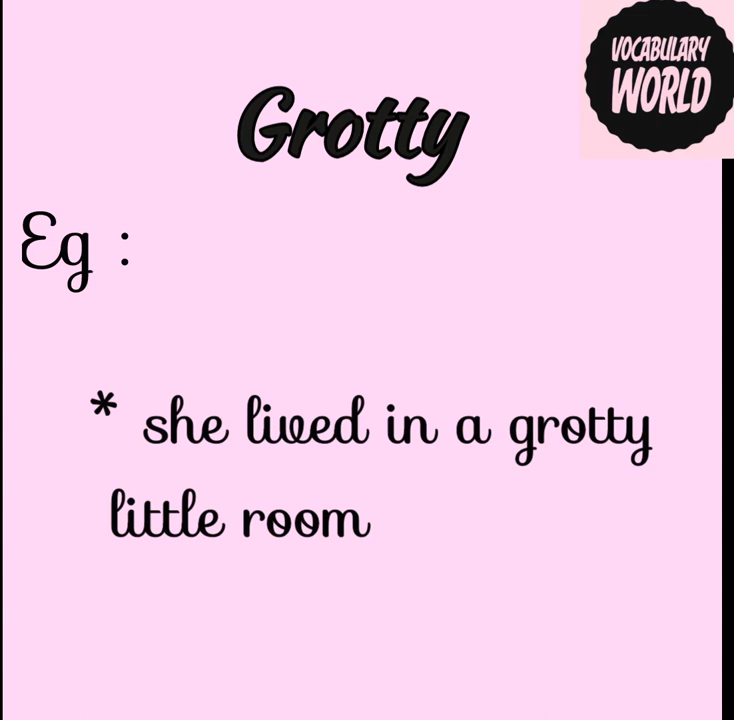 VOCABULARY
WORLD
Grotty
Eg :
* she lived in a grotty
little room